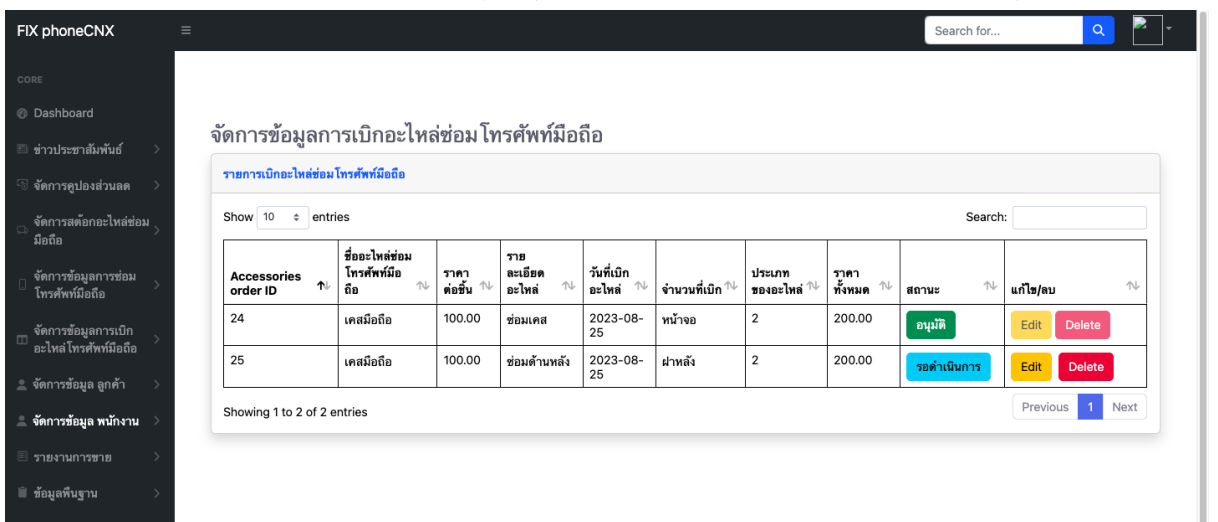 FIX phoneCNX
Search for...
CORE
Dashboard
ข่าวประชาสัมพันธ์
จัดการคูปองส่วนลด
จัดการสต๊อกอะไหล่ซ่อม
มือถือ
จัดการข้อมูลการซ่อม
โทรศัพท์มือถือ
จัดการข้อมูลการเบิก
อะไหล่โทรศัพท์มือถือ
จัดการข้อมูล ลูกค้า
จัดการข้อมูล พนักงาน
รายงานการขาย
ข้อมูลพื้นฐาน
จัดการข้อมูลการเบิกอะไหล่ซ่อมโทรศัพท์มือถือ
รายการเบิกอะไหล่ซ่อมโทรศัพท์มือถือ
Show 10 entries
Search:
Accessories
order ID
ชื่ออะไหล่ซ่อม
โทรศัพท์มือ
ถือ
ราคา
ต่อชิ้น
ราย
ละเอียด
อะไหล่
วันที่เบิก
อะไหล่
จำนวนที่เบิก
ประเภท
ของอะไหล่
ราคา
ทั้งหมด
สถานะ
แก้ไข/ลบ
24 เคสมือถือ 100.00 ซ่อมเคส 2023-08-
25 หน้าจอ 2 200.00 อนุมัติ Edit Delete
25 เคสมือถือ 100.00 ซ่อมด้านหลัง 2023-08-
25 ฝาหลัง 2 200.00 รอดำเนินการ Edit Delete
Showing 1 to 2 of 2 entries
Previous 1 Next